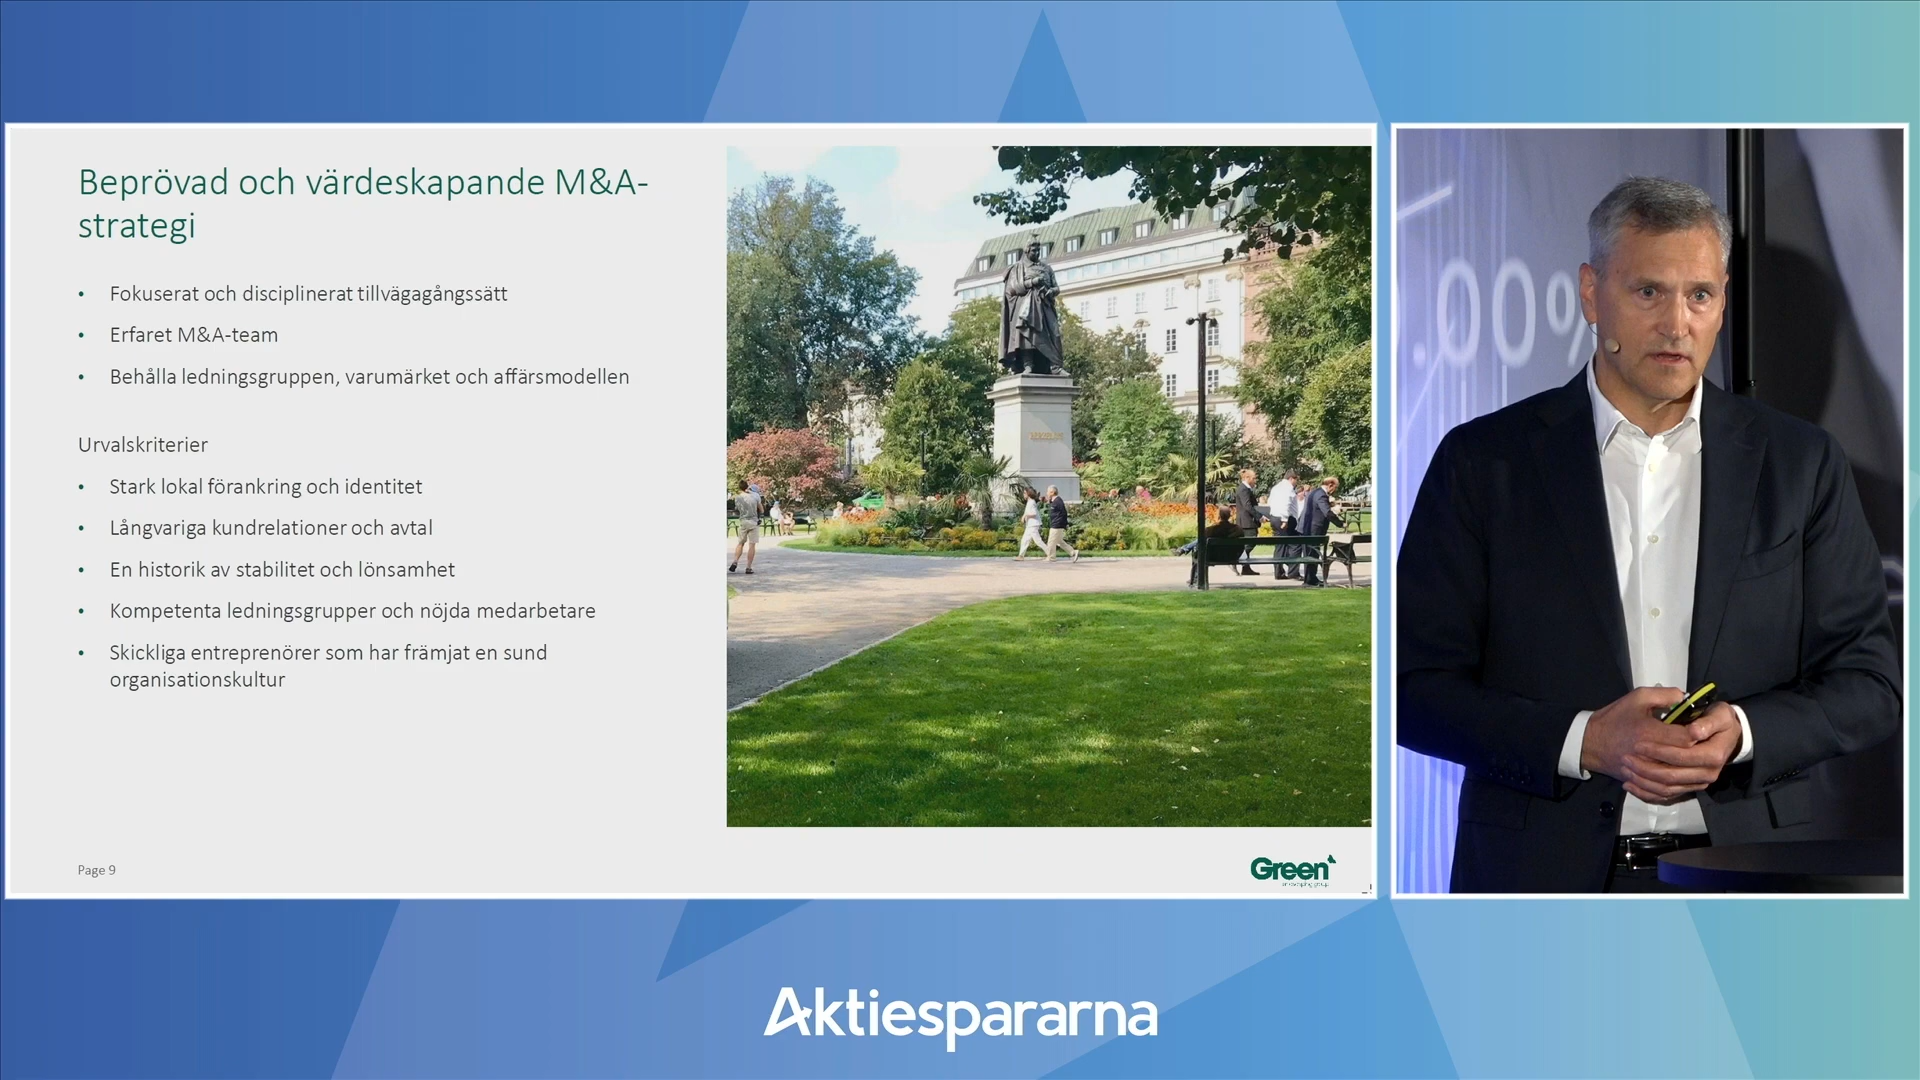 Beprövad och värdeskapande M&A-
strategi
• Fokuserat och disciplinerat tillvägagångssätt
• Erfaret M&A-team
• Behålla ledningsgruppen, varumärket och affärsmodellen
Urvalskriterier
• Stark lokal förankring och identitet
• Långvariga kundrelationer och avtal
• En historik av stabilitet och lönsamhet
• Kompetenta ledningsgrupper och nöjda medarbetare
• Skickliga entreprenörer som har främjat en sund
organisationskultur
Page 9
Green
.00%
Aktiespararna